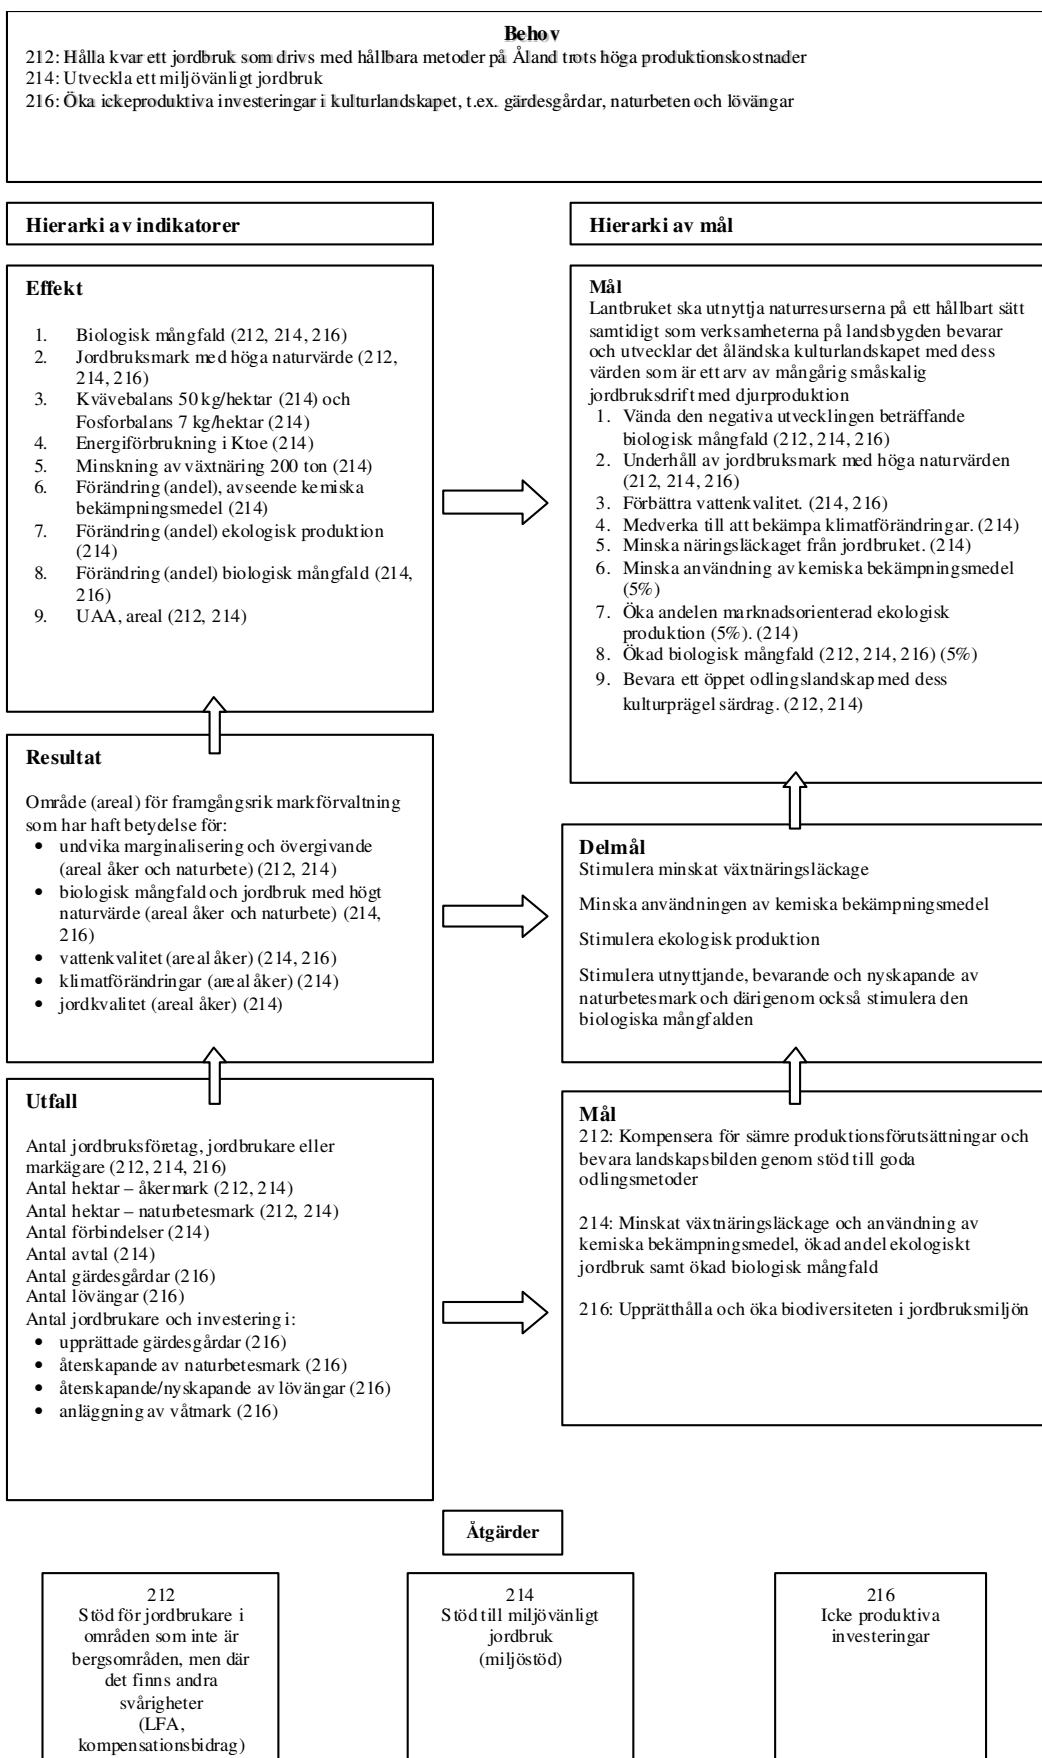 Behov
212: Hålla kvar ett jordbruk som drivs med hållbara metoder på Åland trots höga produktionskostnader
214: Utveckla ett miljövänligt jordbruk
216: Öka ickeproduktiva investeringar i kulturlandskapet, t.ex. gärdesgårdar, naturbeten och lövängar
Hierarki av indikatorer
Effekt
1. Biologisk mångfald (212, 214, 216)
2. Jordbruksmark med höga naturvärde (212,
214, 216)
3. Kvävebalans 50 kg/hektar (214) och
Fosforbalans 7 kg/hektar (214)
4. Energiförbrukning i Ktoe (214)
5. Minskning av växtnäring 200 ton (214)
6. Förändring (andel), avseende kemiska
bekämpningsmedel (214)
7. Förändring (andel) ekologisk produktion
(214)
8. Förändring (andel) biologisk mångfald (214,
216)
9. UAA, areal (212, 214)
Resultat
Område (areal) för framgångsrik markförvaltning
som har haft betydelse för:
• undvika marginalisering och övergivande
(areal åker och naturbete) (212, 214)
• biologisk mångfald och jordbruk med högt
naturvärde (areal åker och naturbete) (214,
216)
• vattenkvalitet (areal åker) (214, 216)
• klimatförändringar (areal åker) (214)
• jordkvalitet (areal åker) (214)
Utfall
Antal jordbruksföretag, jordbrukare eller
markägare (212, 214, 216)
Antal hektar – åkermark (212, 214)
Antal hektar – naturbetesmark (212, 214)
Antal förbindelser (214)
Antal avtal (214)
Antal gärdesgårdar (216)
Antal lövängar (216)
Antal jordbrukare och investering i:
• upprättade gärdesgårdar (216)
• återskapande av naturbetesmark (216)
• återskapande/nyskapande av lövängar (216)
• anläggning av våtmark (216)
Hierarki av mål
Mål
Lantbruket ska utnyttja naturresurserna på ett hållbart sätt
samtidigt som verksamheterna på landsbygden bevarar
och utvecklar det åländska kulturlandskapet med dess
värden som är ett arv av mångårig småskalig
jordbruksdrift med djurproduktion
1. Vända den negativa utvecklingen beträffande
biologisk mångfald (212, 214, 216)
2. Underhåll av jordbruksmark med höga naturvärden
(212, 214, 216)
3. Förbättra vattenkvalitet. (214, 216)
4. Medverka till att bekämpa klimatförändringar. (214)
5. Minska näringsläckaget från jordbruket. (214)
6. Minska användning av kemiska bekämpningsmedel
(5%)
7. Öka andelen marknadsorienterad ekologisk
produktion (5%). (214)
8. Ökad biologisk mångfald (212, 214, 216) (5%)
9. Bevara ett öppet odlingslandskap med dess
kulturprägel särdrag. (212, 214)
Delmål
Stimulera minskat växtnäringsläckage
Minska användningen av kemiska bekämpningsmedel
Stimulera ekologisk produktion
Stimulera utnyttjande, bevarande och nyskapande av
naturbetesmark och därigenom också stimulera den
biologiska mångfalden
Mål
212: Kompensera för sämre produktionsförutsättningar och
bevara landskapsbilden genom stöd till goda
odlingsmetoder
214: Minskat växtnäringsläckage och användning av
kemiska bekämpningsmedel, ökad andel ekologiskt
jordbruk samt ökad biologisk mångfald
216: Upprätthålla och öka biodiversiteten i jordbruksmiljön
Åtgärder
212
Stöd för jordbrukare i
områden som inte är
bergsområden, men där
det finns andra
svårigheter
(LFA,
kompensationsbidrag)
214
Stöd till miljövänligt
jordbruk
(miljöstöd)
216
Icke produktiva
investeringar